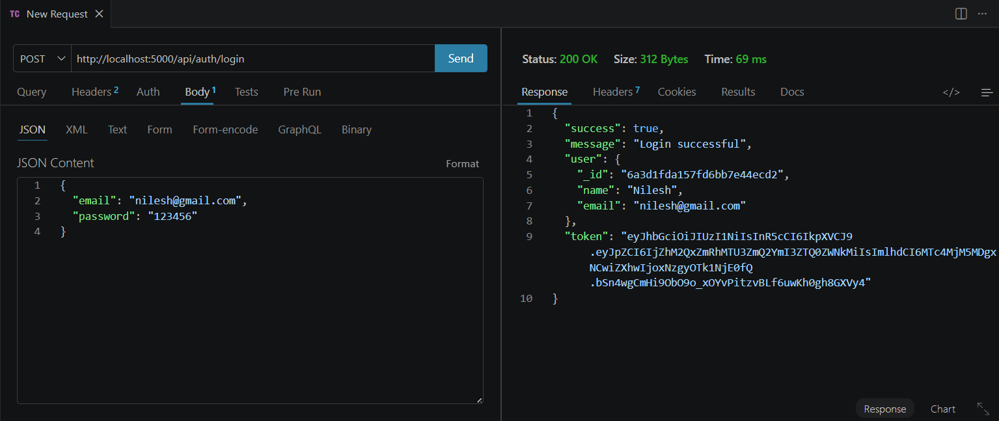 TC New Request
POST http://localhost:5000/api/auth/login Send
Query Headers 2 Auth Body 1 Tests Pre Run
JSON XML Text Form Form-encode GraphQL Binary
JSON Content Format
1 {
2 "email": "nilesh@gmail.com",
3 "password": "123456"
4 }
Status: 200 OK Size: 312 Bytes Time: 69 ms
Response Headers 7 Cookies Results Docs </>
1 {
2 "success": true,
3 "message": "Login successful",
4 "user": {
5 "_id": "6a3d1fda157fd6bb7e44ecd2",
6 "name": "Nilesh",
7 "email": "nilesh@gmail.com"
8 },
9 "token": "eyJhbGciOiJIUzI1NiIsInR5cCI6IkpXVCJ9
.eyJpZCI6IjZhM2QxZmRhMTU3ZmQ2YmI3ZTQ0ZWNkMiIsImlhdCI6MTc4MjM5MDgx
NCwiZXhwIjoxNzgyOTk1NjE0fQ
.bSn4wgCmHi9ObO9o_xOYvPitzvBLf6uwKh0gh8GXVy4"
10 }
Response Chart